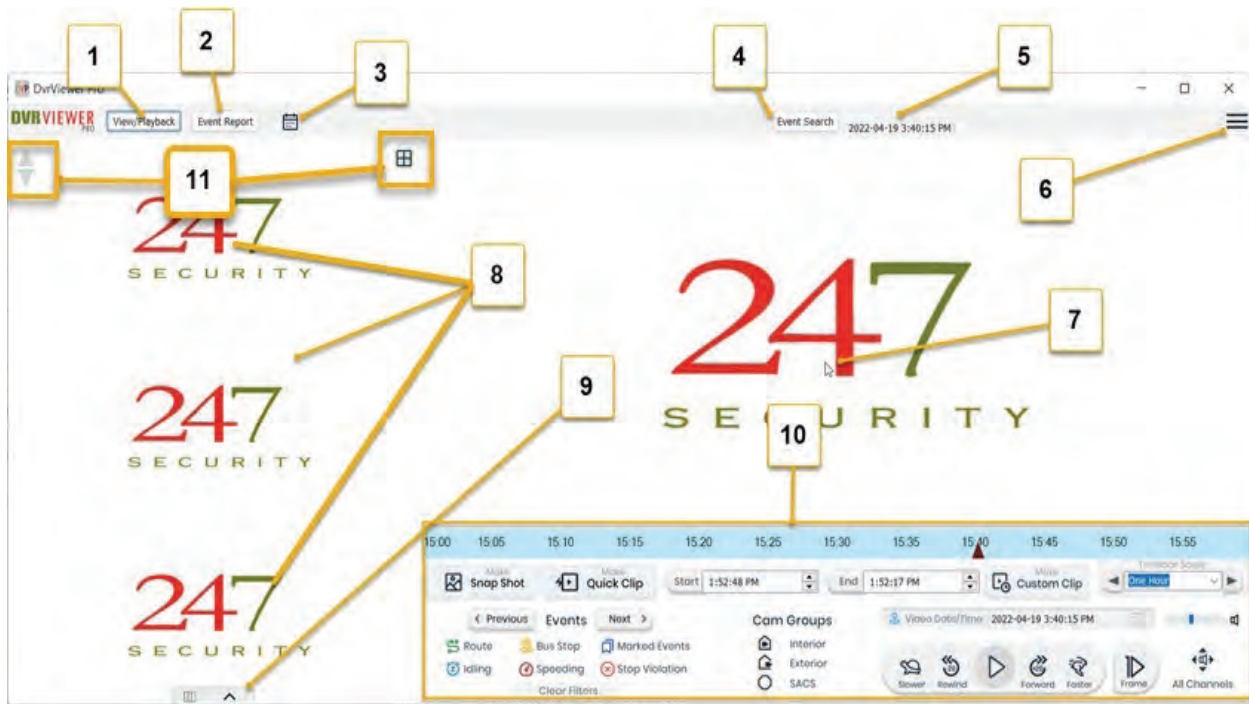 1
2
3
4
5
DvrViewer Pro
DVRVIEWER
PRO
View/Playback
Event Report
Event Search
2022-04-19 3:40:15 PM
6
11
247
SECURITY
8
247
SECURITY
7
9
247
SECURITY
10
247
SECURITY
15:00 15:05 15:10 15:15 15:20 15:25 15:30 15:35 15:40 15:45 15:50 15:55
Make
Snap Shot
Make
Quick Clip
Start 1:52:48 PM
End 1:52:17 PM
Make
Custom Clip
Timebar Scale
One Hour
< Previous Events Next >
Cam Groups
Video Date/Time 2022-04-19 3:40:15 PM
Route Bus Stop Marked Events
Interior
Idling Speeding Stop Violation
Exterior
Clear Filters
SACS
Slower Rewind Forward Faster Frame All Channels